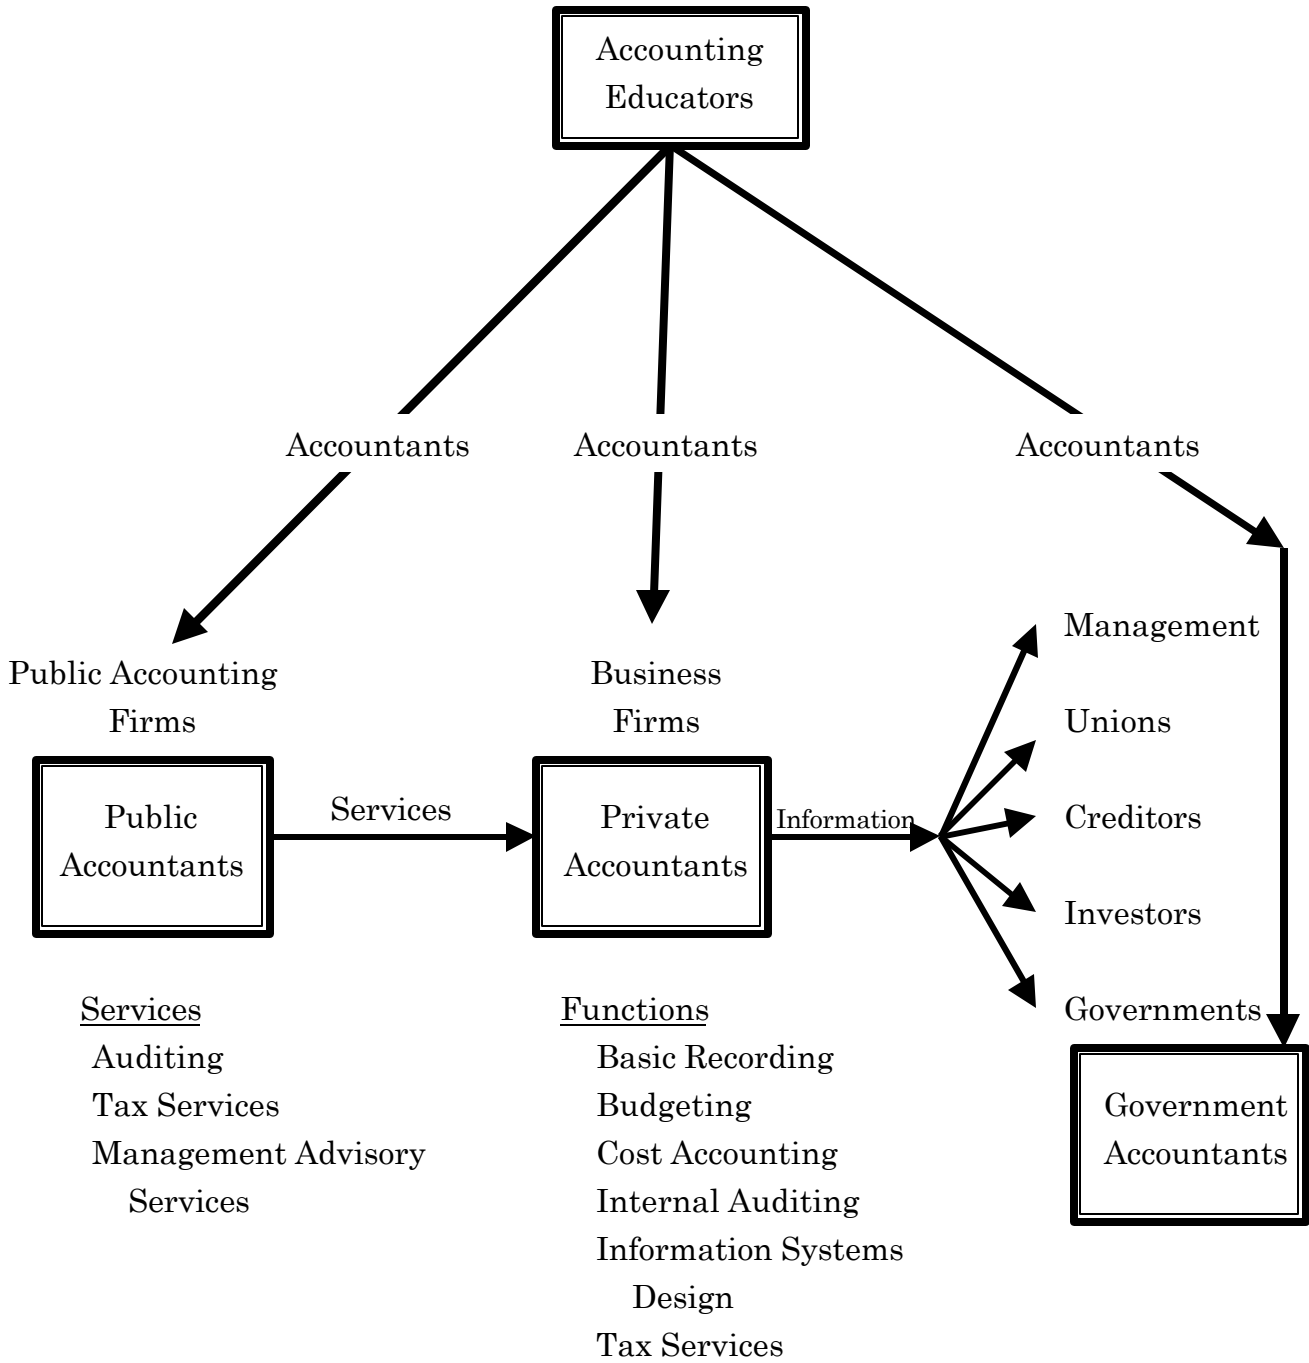 Accounting
Educators
Accountants
Accountants
Accountants
Public Accounting
Firms
Business
Firms
Management
Unions
Creditors
Investors
Governments
Public
Accountants
Services
Private
Accountants
Information
Services
Auditing
Tax Services
Management Advisory
Services
Functions
Basic Recording
Budgeting
Cost Accounting
Internal Auditing
Information Systems
Design
Tax Services
Government
Accountants